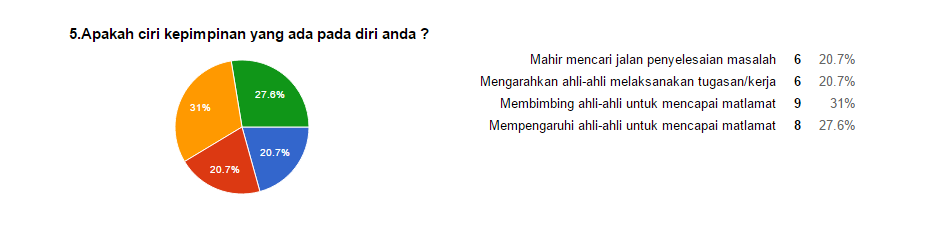 5.Apakah ciri kepimpinan yang ada pada diri anda ?
27.6%
31%
20.7%
20.7%
Mahir mencari jalan penyelesaian masalah 6 20.7%
Mengarahkan ahli-ahli melaksanakan tugasan/kerja 6 20.7%
Membimbing ahli-ahli untuk mencapai matlamat 9 31%
Mempengaruhi ahli-ahli untuk mencapai matlamat 8 27.6%